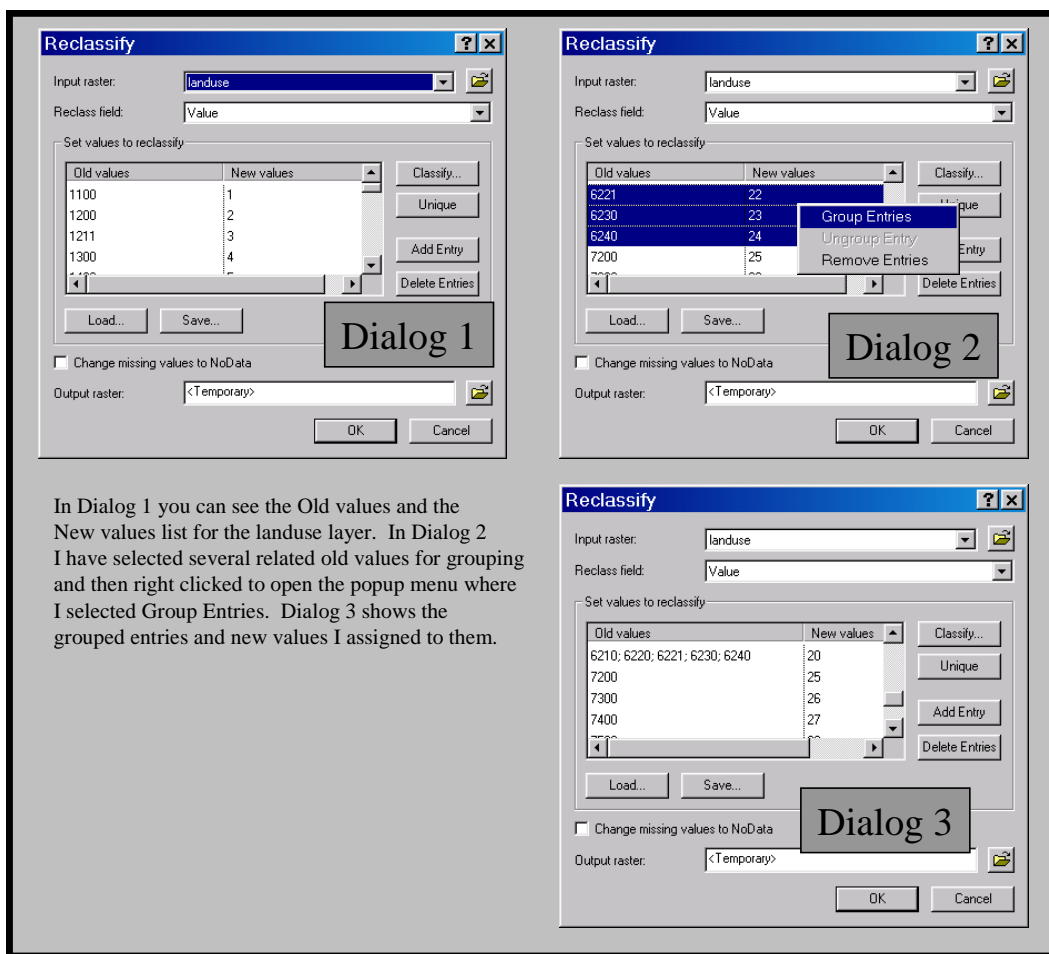 Reclassify
Input raster: landuse
Reclass field: Value
Set values to reclassify
Old values New values
1100 1
1200 2
1211 3
1300 4
Classify...
Unique
Add Entry
Delete Entries
Load... Save...
Dialog 1
Change missing values to NoData
Output raster: <Temporary>
OK Cancel
Reclassify
Input raster: landuse
Reclass field: Value
Set values to reclassify
Old values New values
6221 22
6230 23
6240 24
7200 25
Group Entries
Ungroup Entry
Remove Entries
Classify...
Entry
Delete Entries
Load... Save...
Dialog 2
Change missing values to NoData
Output raster: <Temporary>
OK Cancel
In Dialog 1 you can see the Old values and the
New values list for the landuse layer. In Dialog 2
I have selected several related old values for grouping
and then right clicked to open the popup menu where
I selected Group Entries. Dialog 3 shows the
grouped entries and new values I assigned to them.
Reclassify
Input raster: landuse
Reclass field: Value
Set values to reclassify
Old values New values
6210; 6220; 6221; 6230; 6240 20
7200 25
7300 26
7400 27
Classify...
Unique
Add Entry
Delete Entries
Load... Save...
Dialog 3
Change missing values to NoData
Output raster: <Temporary>
OK Cancel